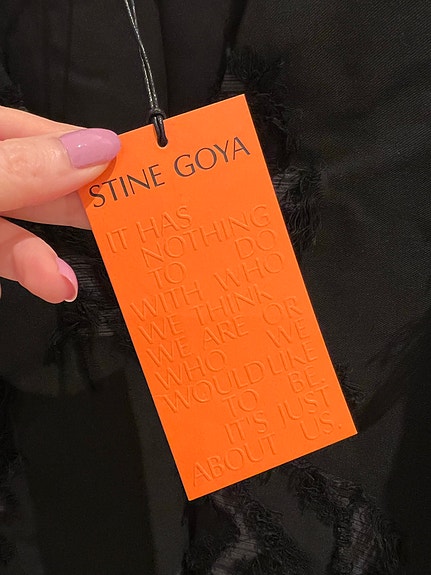 STINE GOYA
IT HAS
NOTHING
TO DO
WITH WHO
WE THINK
WE ARE OR
WHO WE
WOULD LIKE
TO BE
IT'S JUST
ABOUT US.